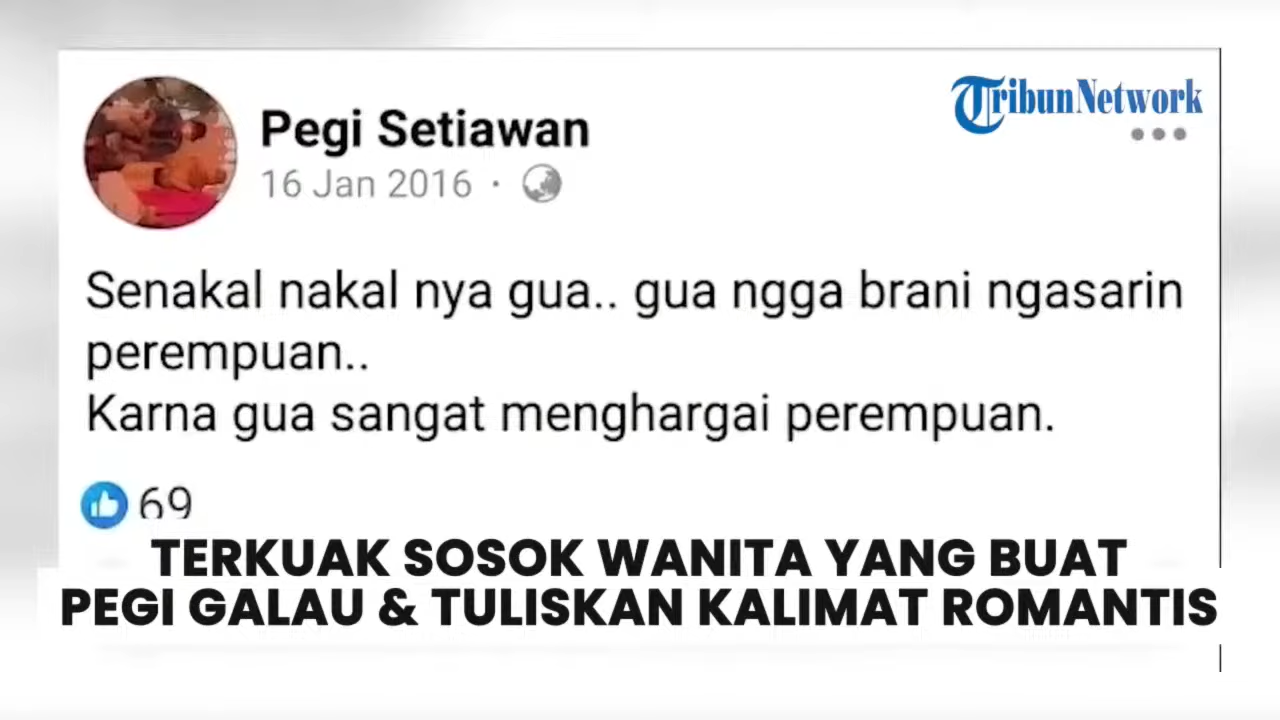 TribunNetwork
Pegi Setiawan
16 Jan 2016 ·
Senakal nakal nya gua.. gua ngga brani ngasarin
perempuan..
Karna gua sangat menghargai perempuan.
69
TERKUAK SOSOK WANITA YANG BUAT
PEGI GALAU & TULISKAN KALIMAT ROMANTIS